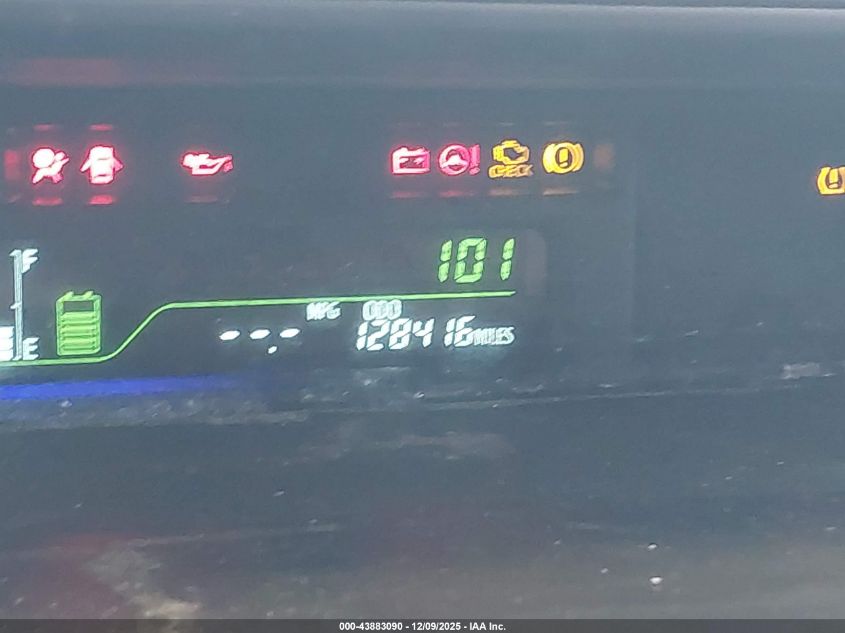 CHECK
101
F
MPG ODO
E
-- -- -- . 128416 MILES
000-43883090 - 12/09/2025 - IAA Inc.